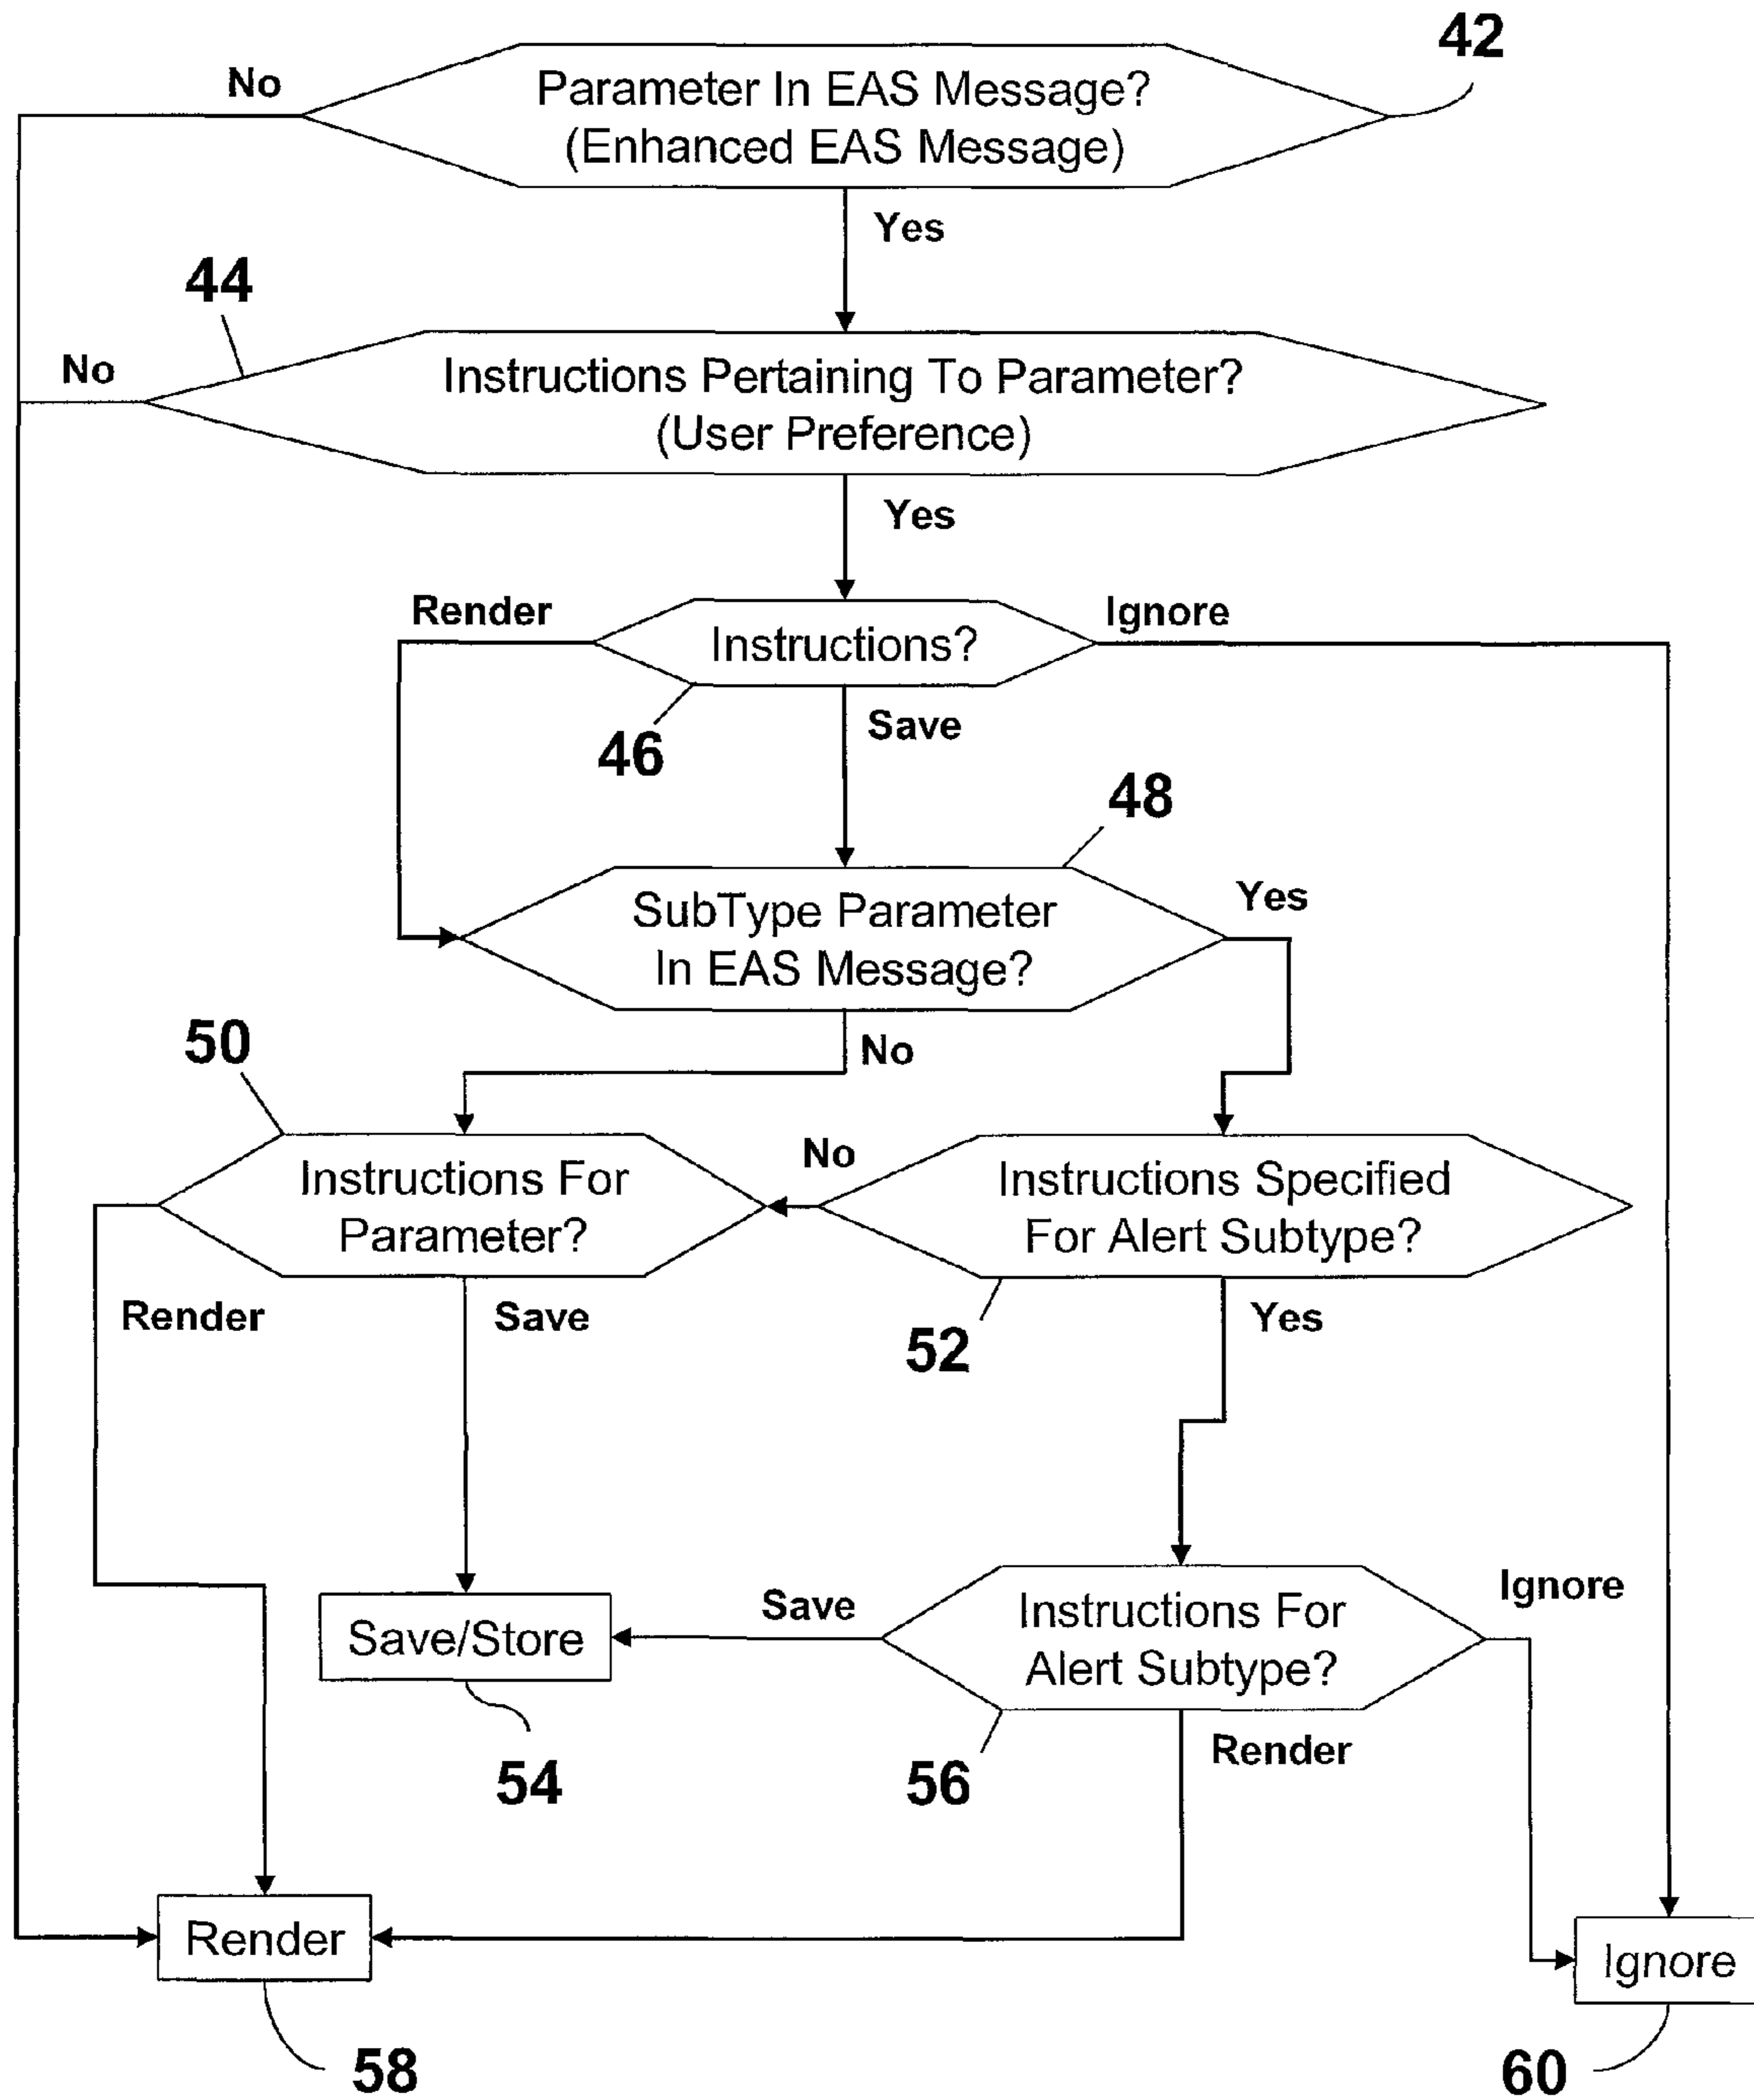 42
No
Parameter In EAS Message?
(Enhanced EAS Message)
Yes
44
No
Instructions Pertaining To Parameter?
(User Preference)
Yes
Render
Ignore
Instructions?
46
Save
48
SubType Parameter
In EAS Message?
Yes
No
50
Instructions For
Parameter?
No
Instructions Specified
For Alert Subtype?
Render
Save
52
Yes
Save/Store
Save
Instructions For
Alert Subtype?
Ignore
54
56
Render
Render
Ignore
58
60